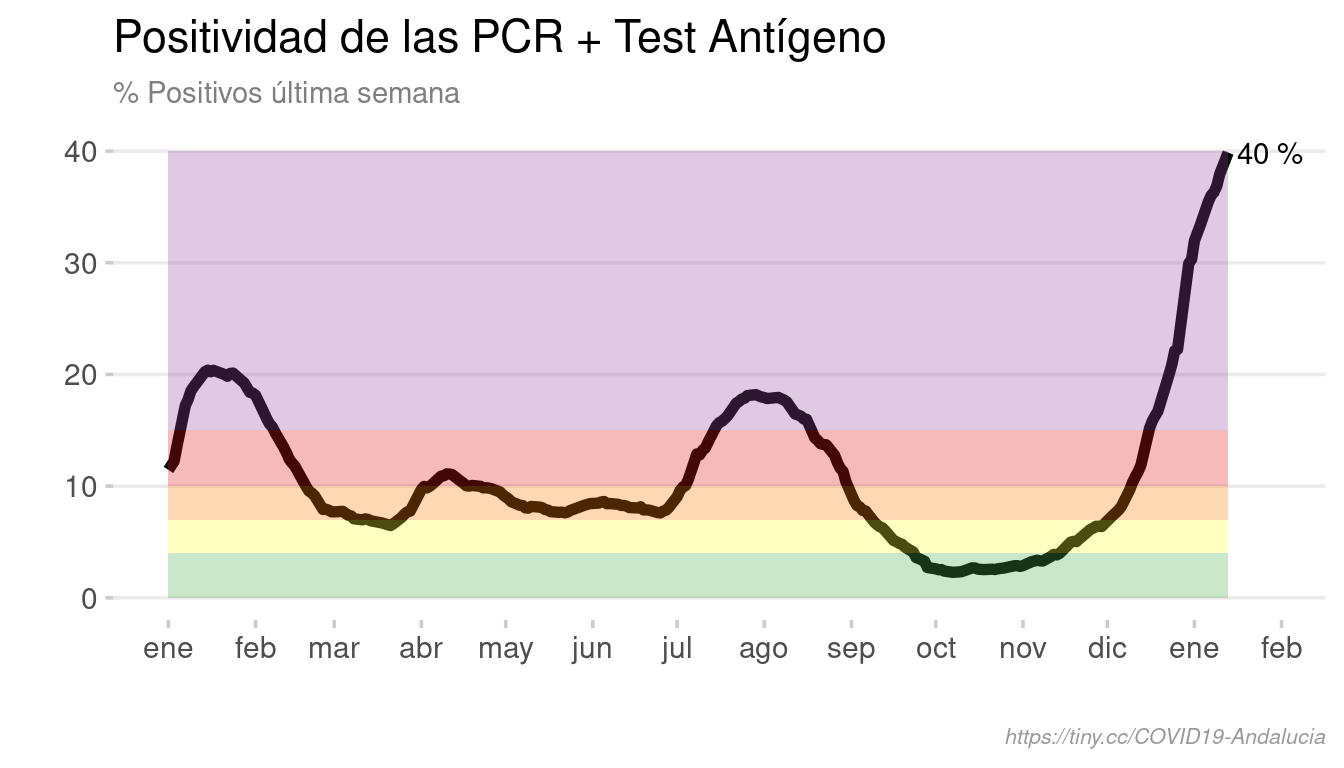 Positividad de las PCR + Test Antígeno
% Positivos última semana
40
40 %
30
20
10
0
ene feb mar abr may jun jul ago sep oct nov dic ene feb
https://tiny.cc/COVID19-Andalucia